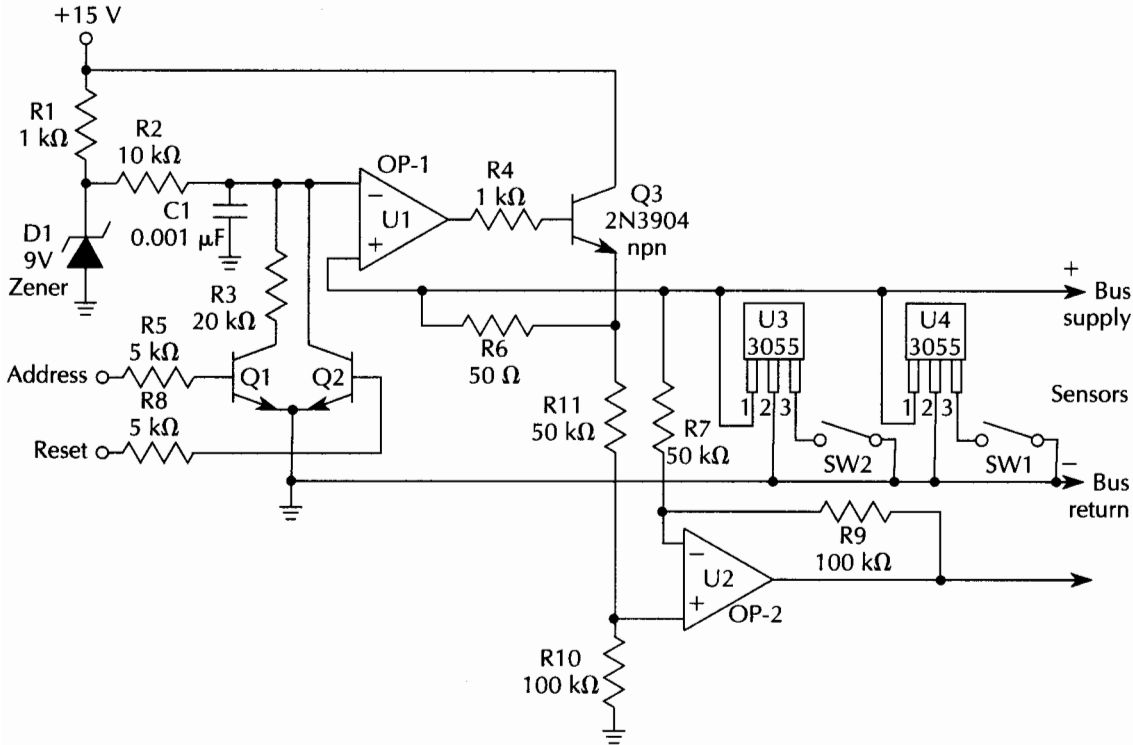 +15 V
R1
1 kΩ
R2
10 kΩ
OP-1
R4
1 kΩ
Q3
2N3904
npn
−
U1
+
C1
0.001 µF
D1
9V
Zener
R3
20 kΩ
R6
50 Ω
+
Bus
supply
U3
3055
U4
3055
1 2 3
1 2 3
Sensors
R5
5 kΩ
Address
Q1
Q2
R8
5 kΩ
Reset
R11
50 kΩ
R7
50 kΩ
SW2
SW1
−
Bus
return
R9
100 kΩ
−
U2
+
OP-2
R10
100 kΩ